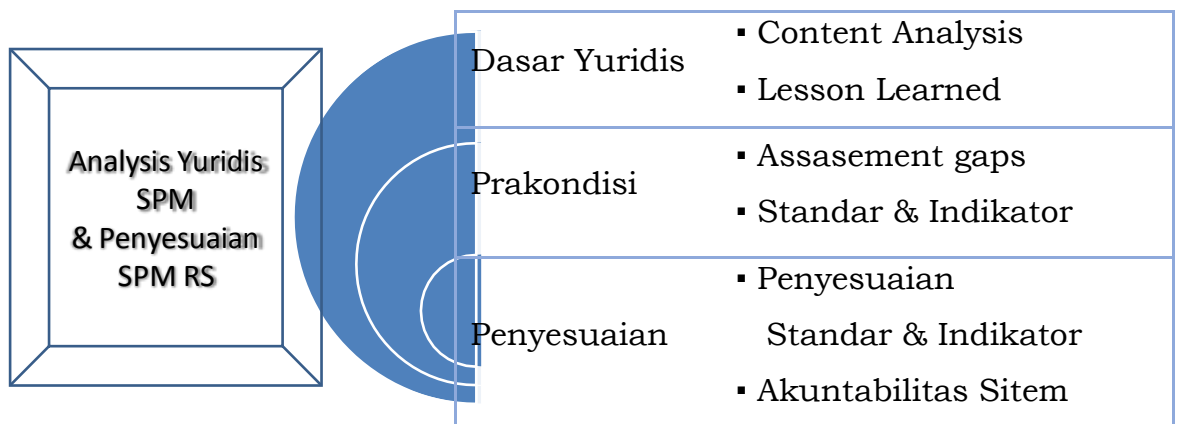 Analysis Yuridis
SPM
& Penyesuaian
SPM RS
Dasar Yuridis
▪ Content Analysis
▪ Lesson Learned
Prakondisi
▪ Assasement gaps
▪ Standar & Indikator
Penyesuaian
▪ Penyesuaian
Standar & Indikator
▪ Akuntabilitas Sitem